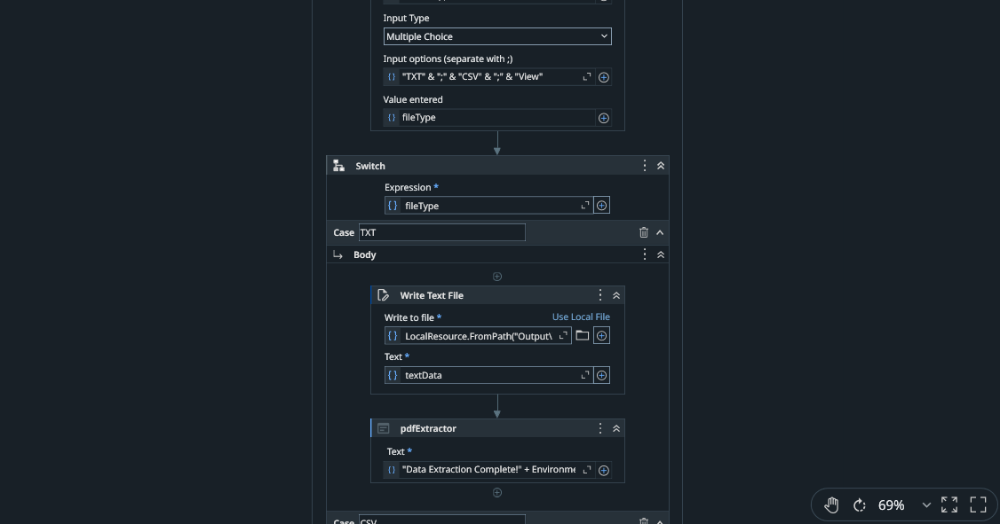 Input Type
Multiple Choice
Input options (separate with ;)
"TXT" & ";" & "CSV" & ";" & "View"
Value entered
fileType
Switch
Expression *
fileType
Case TXT
Body
Write Text File
Write to file * Use Local File
LocalResource.FromPath("Output\
Text *
textData
pdfExtractor
Text *
"Data Extraction Complete!" + Environme
69%
Case CSV